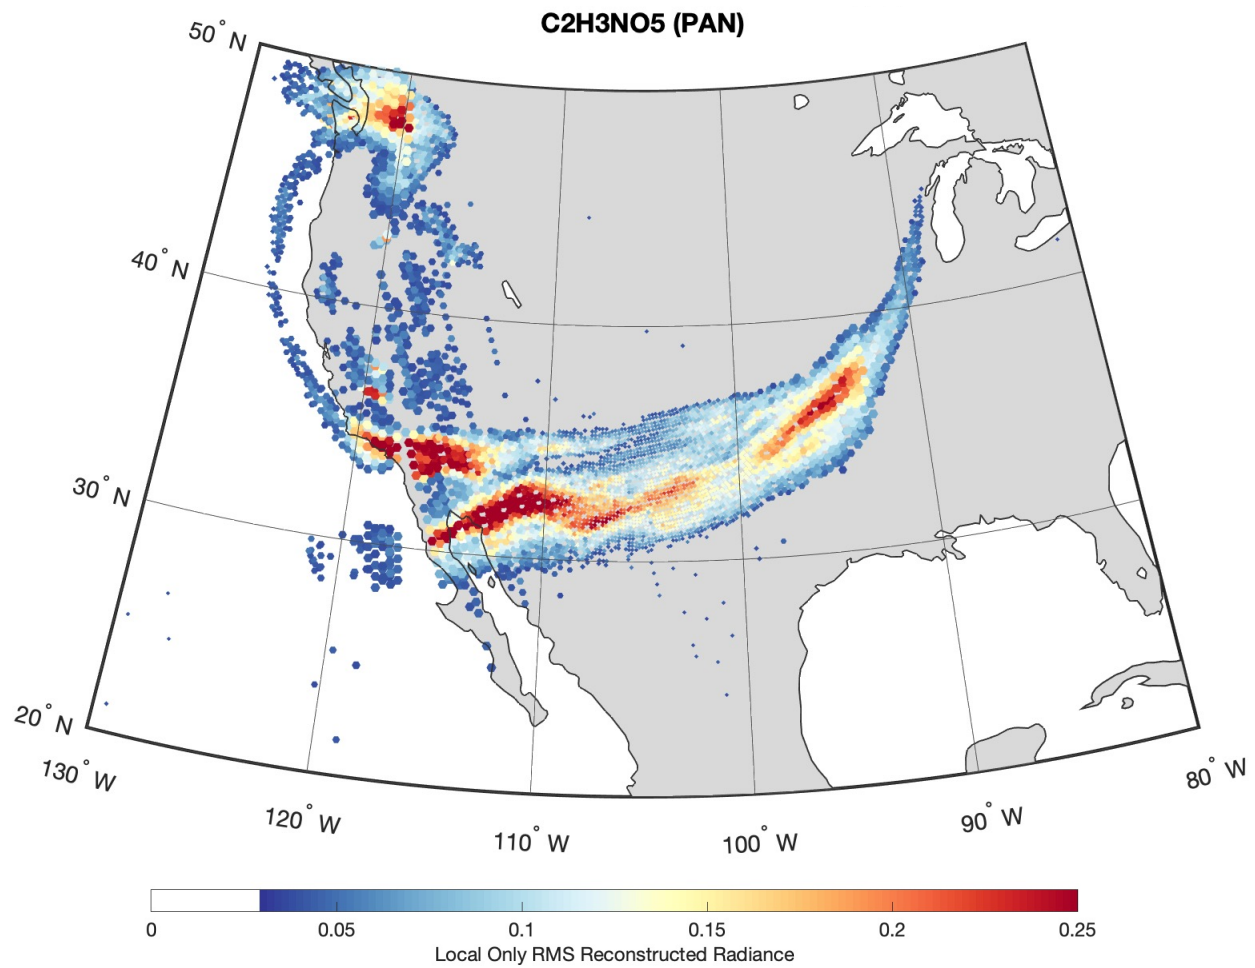 C2H3NO5 (PAN)
50° N
40° N
30° N
20° N
130° W
120° W
110° W
100° W
90° W
80° W
0 0.05 0.1 0.15 0.2 0.25
Local Only RMS Reconstructed Radiance